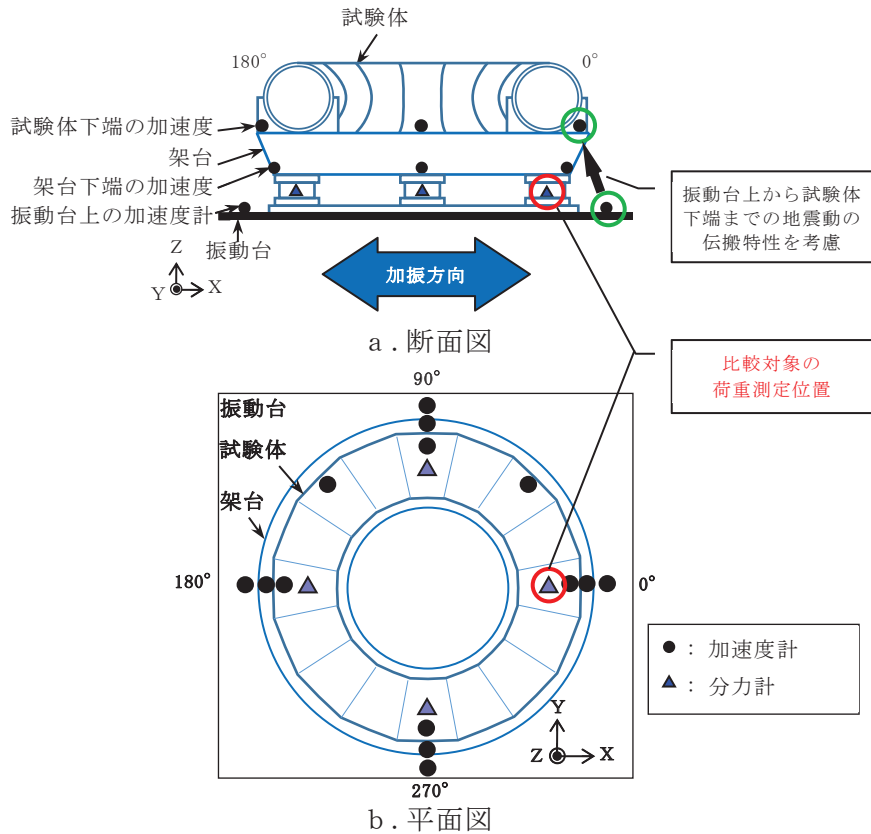 試験体
180°
0°
試験体下端の加速度
架台
架台下端の加速度
振動台上の加速度計
振動台
振動台上から試験体
下端までの地震動の
伝搬特性を考慮
Z
Y
X
加振方向
a.断面図
比較対象の
荷重測定位置
90°
振動台
試験体
架台
180°
0°
●：加速度計
▲：分力計
Y
Z
X
270°
b.平面図